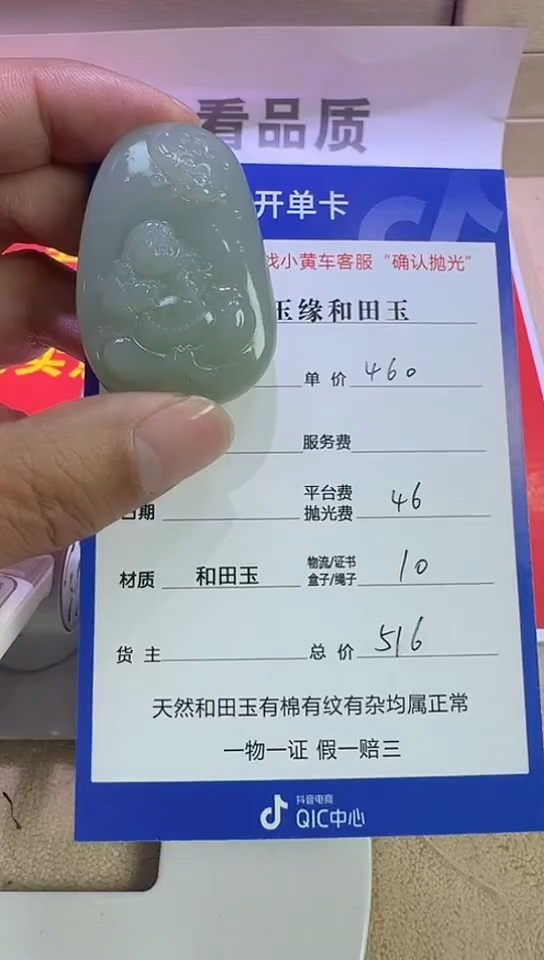 看品质
开单卡
找小黄车客服“确认抛光”
玉缘和田玉
单价 460
服务费
日期
平台费
抛光费 46
材质 和田玉
物流/证书
盒子/绳子 10
货主
总价 516
天然和田玉有棉有纹有杂均属正常
一物一证 假一赔三
抖音电商
QIC中心